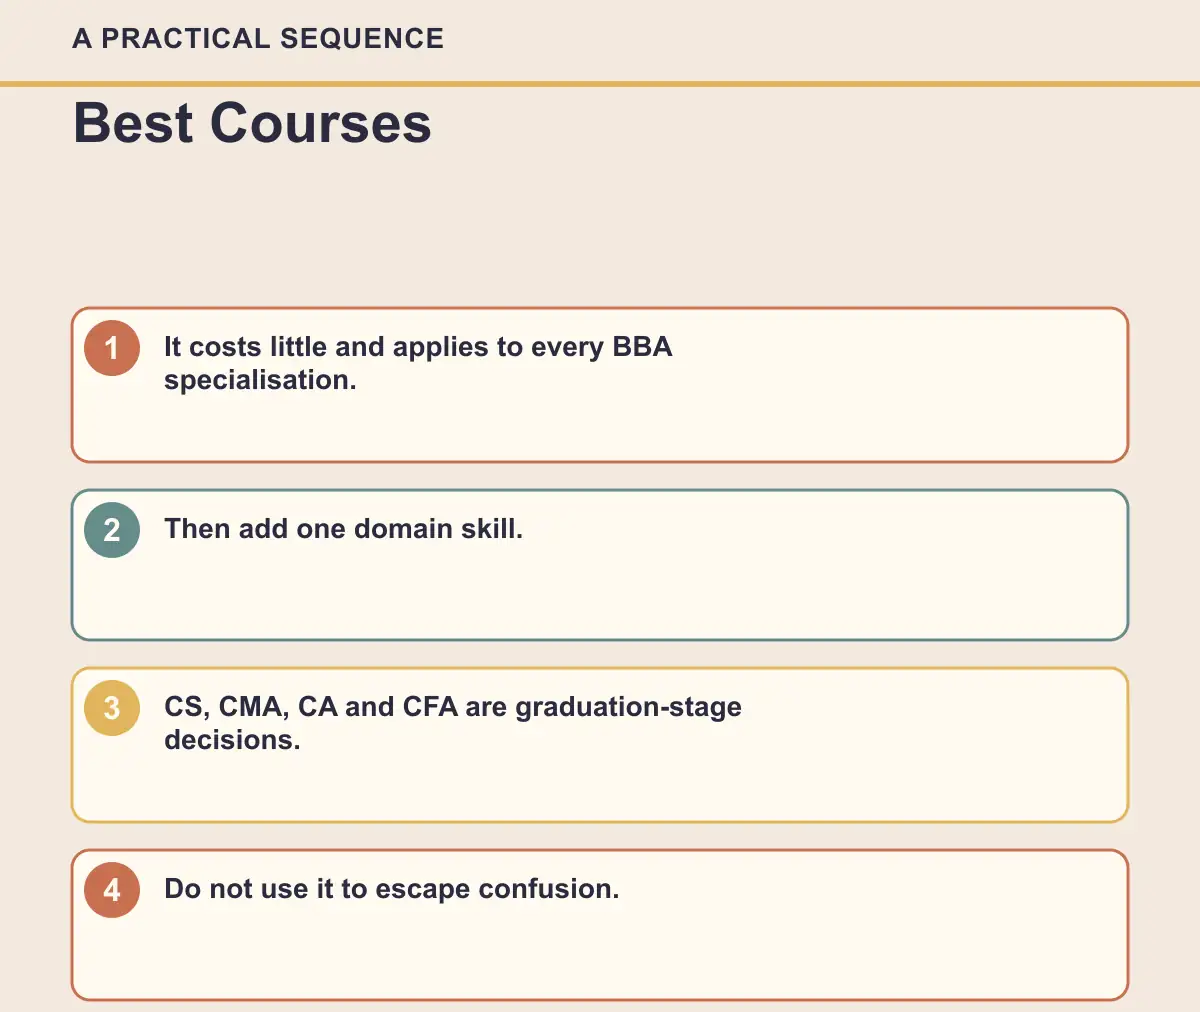 A PRACTICAL SEQUENCE
Best Courses
1
It costs little and applies to every BBA
specialisation.
2
Then add one domain skill.
3
CS, CMA, CA and CFA are graduation-stage
decisions.
4
Do not use it to escape confusion.